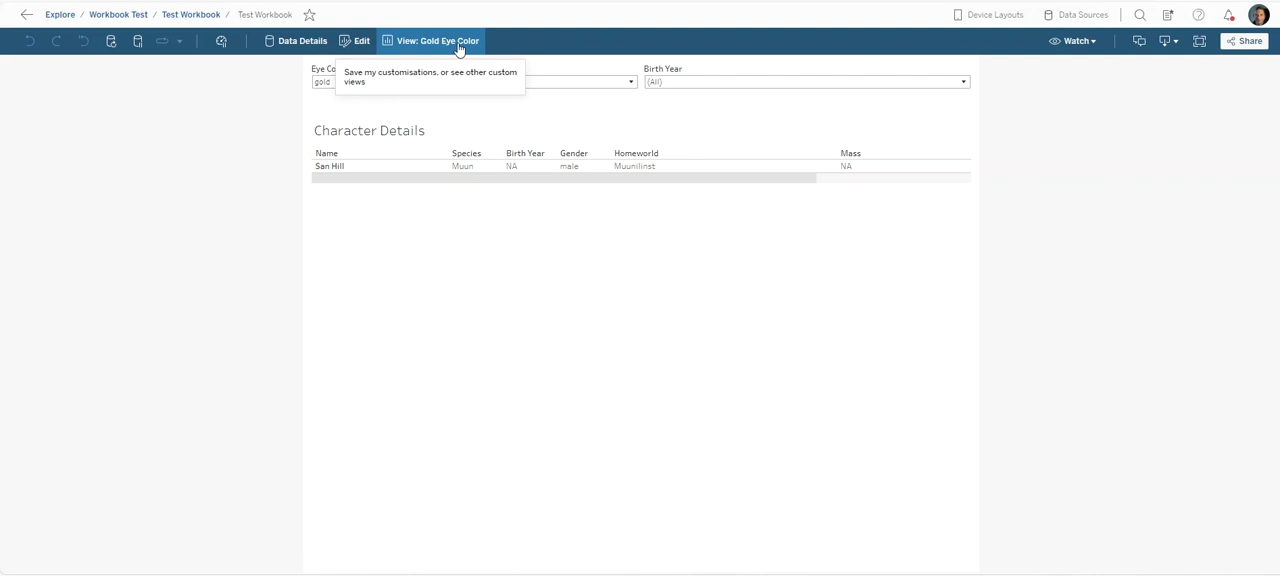 Explore / Workbook Test / Test Workbook / Test Workbook
Device Layouts Data Sources
Data Details Edit View: Gold Eye Color Watch Share
Eye Co Birth Year
gold (All)
Save my customisations, or see other custom
views
Character Details
Name Species Birth Year Gender Homeworld Mass
San Hill Muun NA male Muunilinst NA